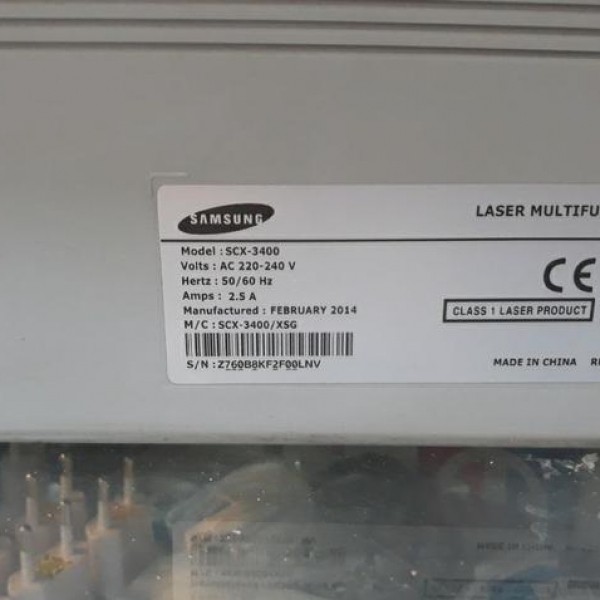 SAMSUNG
LASER MULTIFU
Model : SCX-3400
Volts : AC 220-240 V
Hertz : 50/60 Hz
Amps : 2.5 A
Manufactured : FEBRUARY 2014
M/C : SCX-3400/XSG
CE
CLASS 1 LASER PRODUCT
S/N : Z760B8KF2F00LNV
MADE IN CHINA